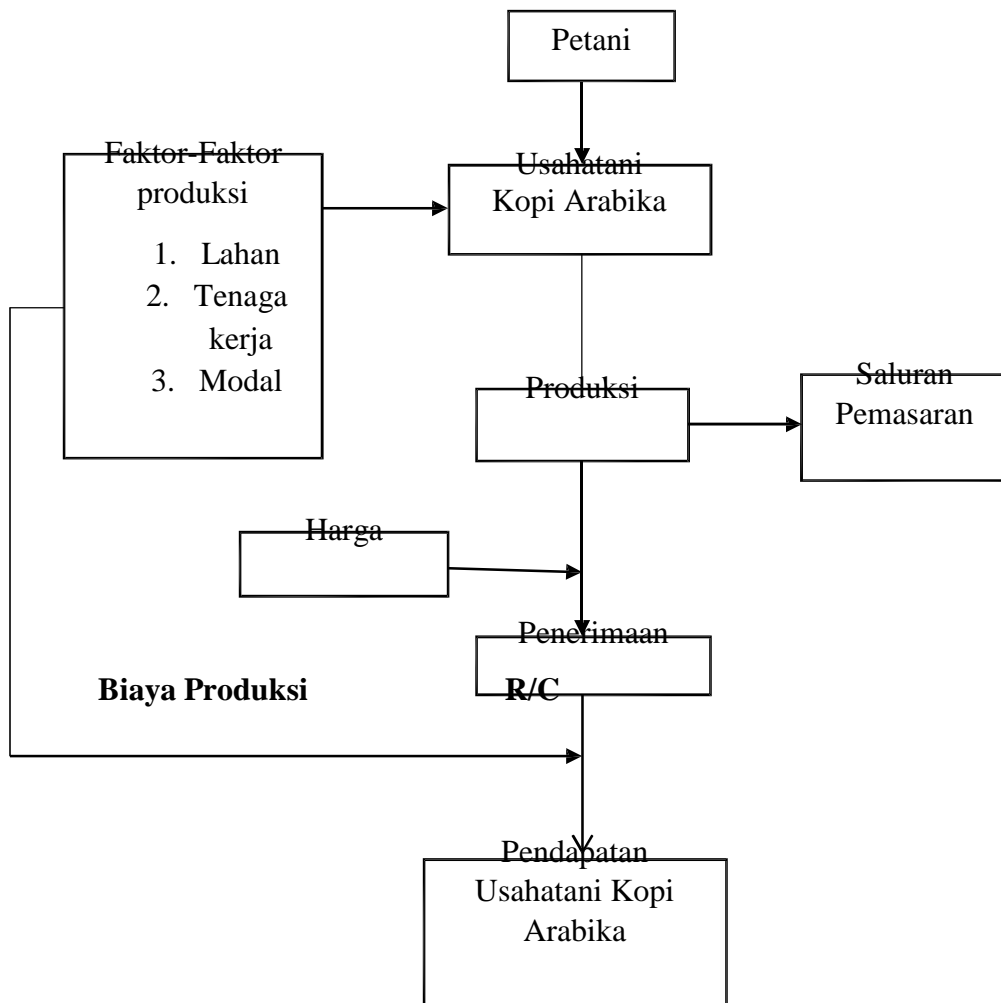 Petani
Faktor-Faktor
produksi
1. Lahan
2. Tenaga
kerja
3. Modal
Usahatani
Kopi Arabika
Produksi
Saluran
Pemasaran
Harga
Penerimaan
Biaya Produksi
R/C
Pendapatan
Usahatani Kopi
Arabika